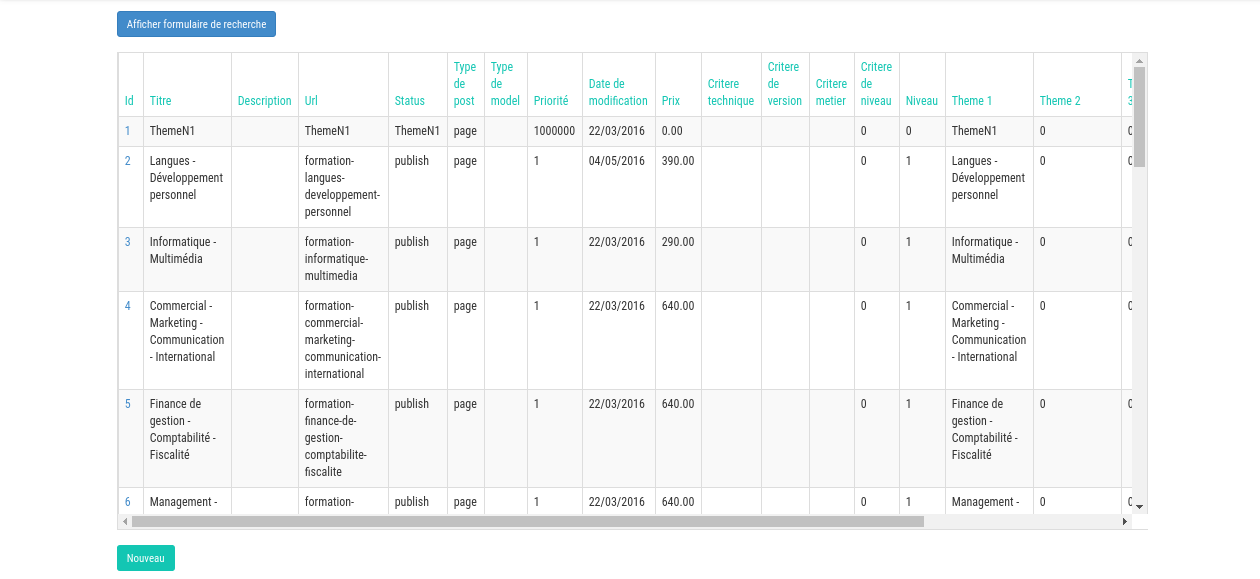 Afficher formulaire de recherche
Id Titre Description Url Status Type de post Type de model Priorité Date de modification Prix Critere technique Critere de version Critere metier Critere de niveau Niveau Theme 1 Theme 2 T 3
1 ThemeN1 ThemeN1 ThemeN1 page 1000000 22/03/2016 0.00 0 0 ThemeN1 0 0
2 Langues - formation- publish page 1 04/05/2016 390.00 0 1 Langues - 0 0
Développement langues- Développement
personnel developpement- personnel
personnel
3 Informatique - formation- publish page 1 22/03/2016 290.00 0 1 Informatique - 0 0
Multimédia informatique- Multimédia
multimedia
4 Commercial - formation- publish page 1 22/03/2016 640.00 0 1 Commercial - 0 0
Marketing - commercial- Marketing -
Communication marketing- Communication
- International communication- - International
international
5 Finance de formation- publish page 1 22/03/2016 640.00 0 1 Finance de 0 0
gestion - finance-de- gestion -
Comptabilité - gestion- Comptabilité -
Fiscalité comptabilite- Fiscalité
fiscalite
6 Management - formation- publish page 1 22/03/2016 640.00 0 1 Management - 0 0
Nouveau